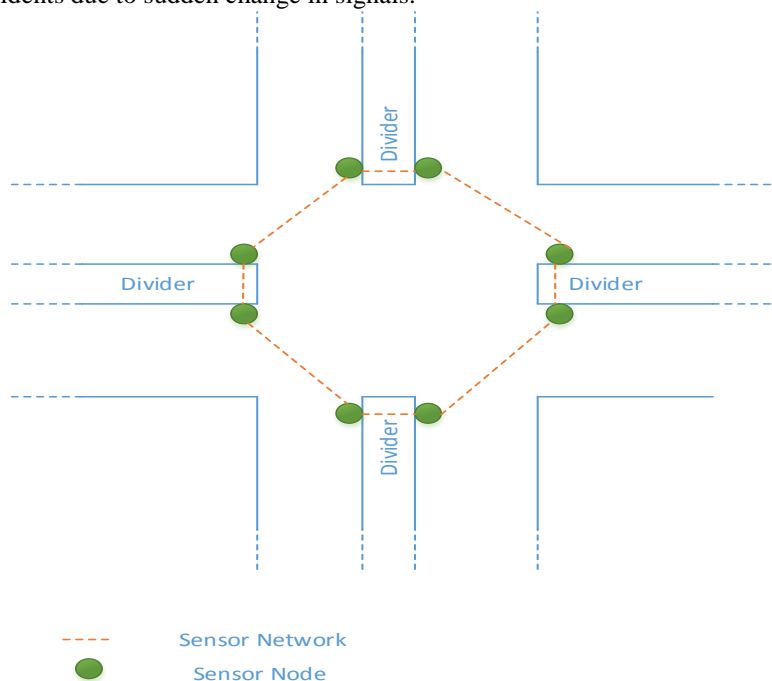 idents due to sudden change in signals.
Divider
Divider
Divider
Divider
Sensor Network
Sensor Node